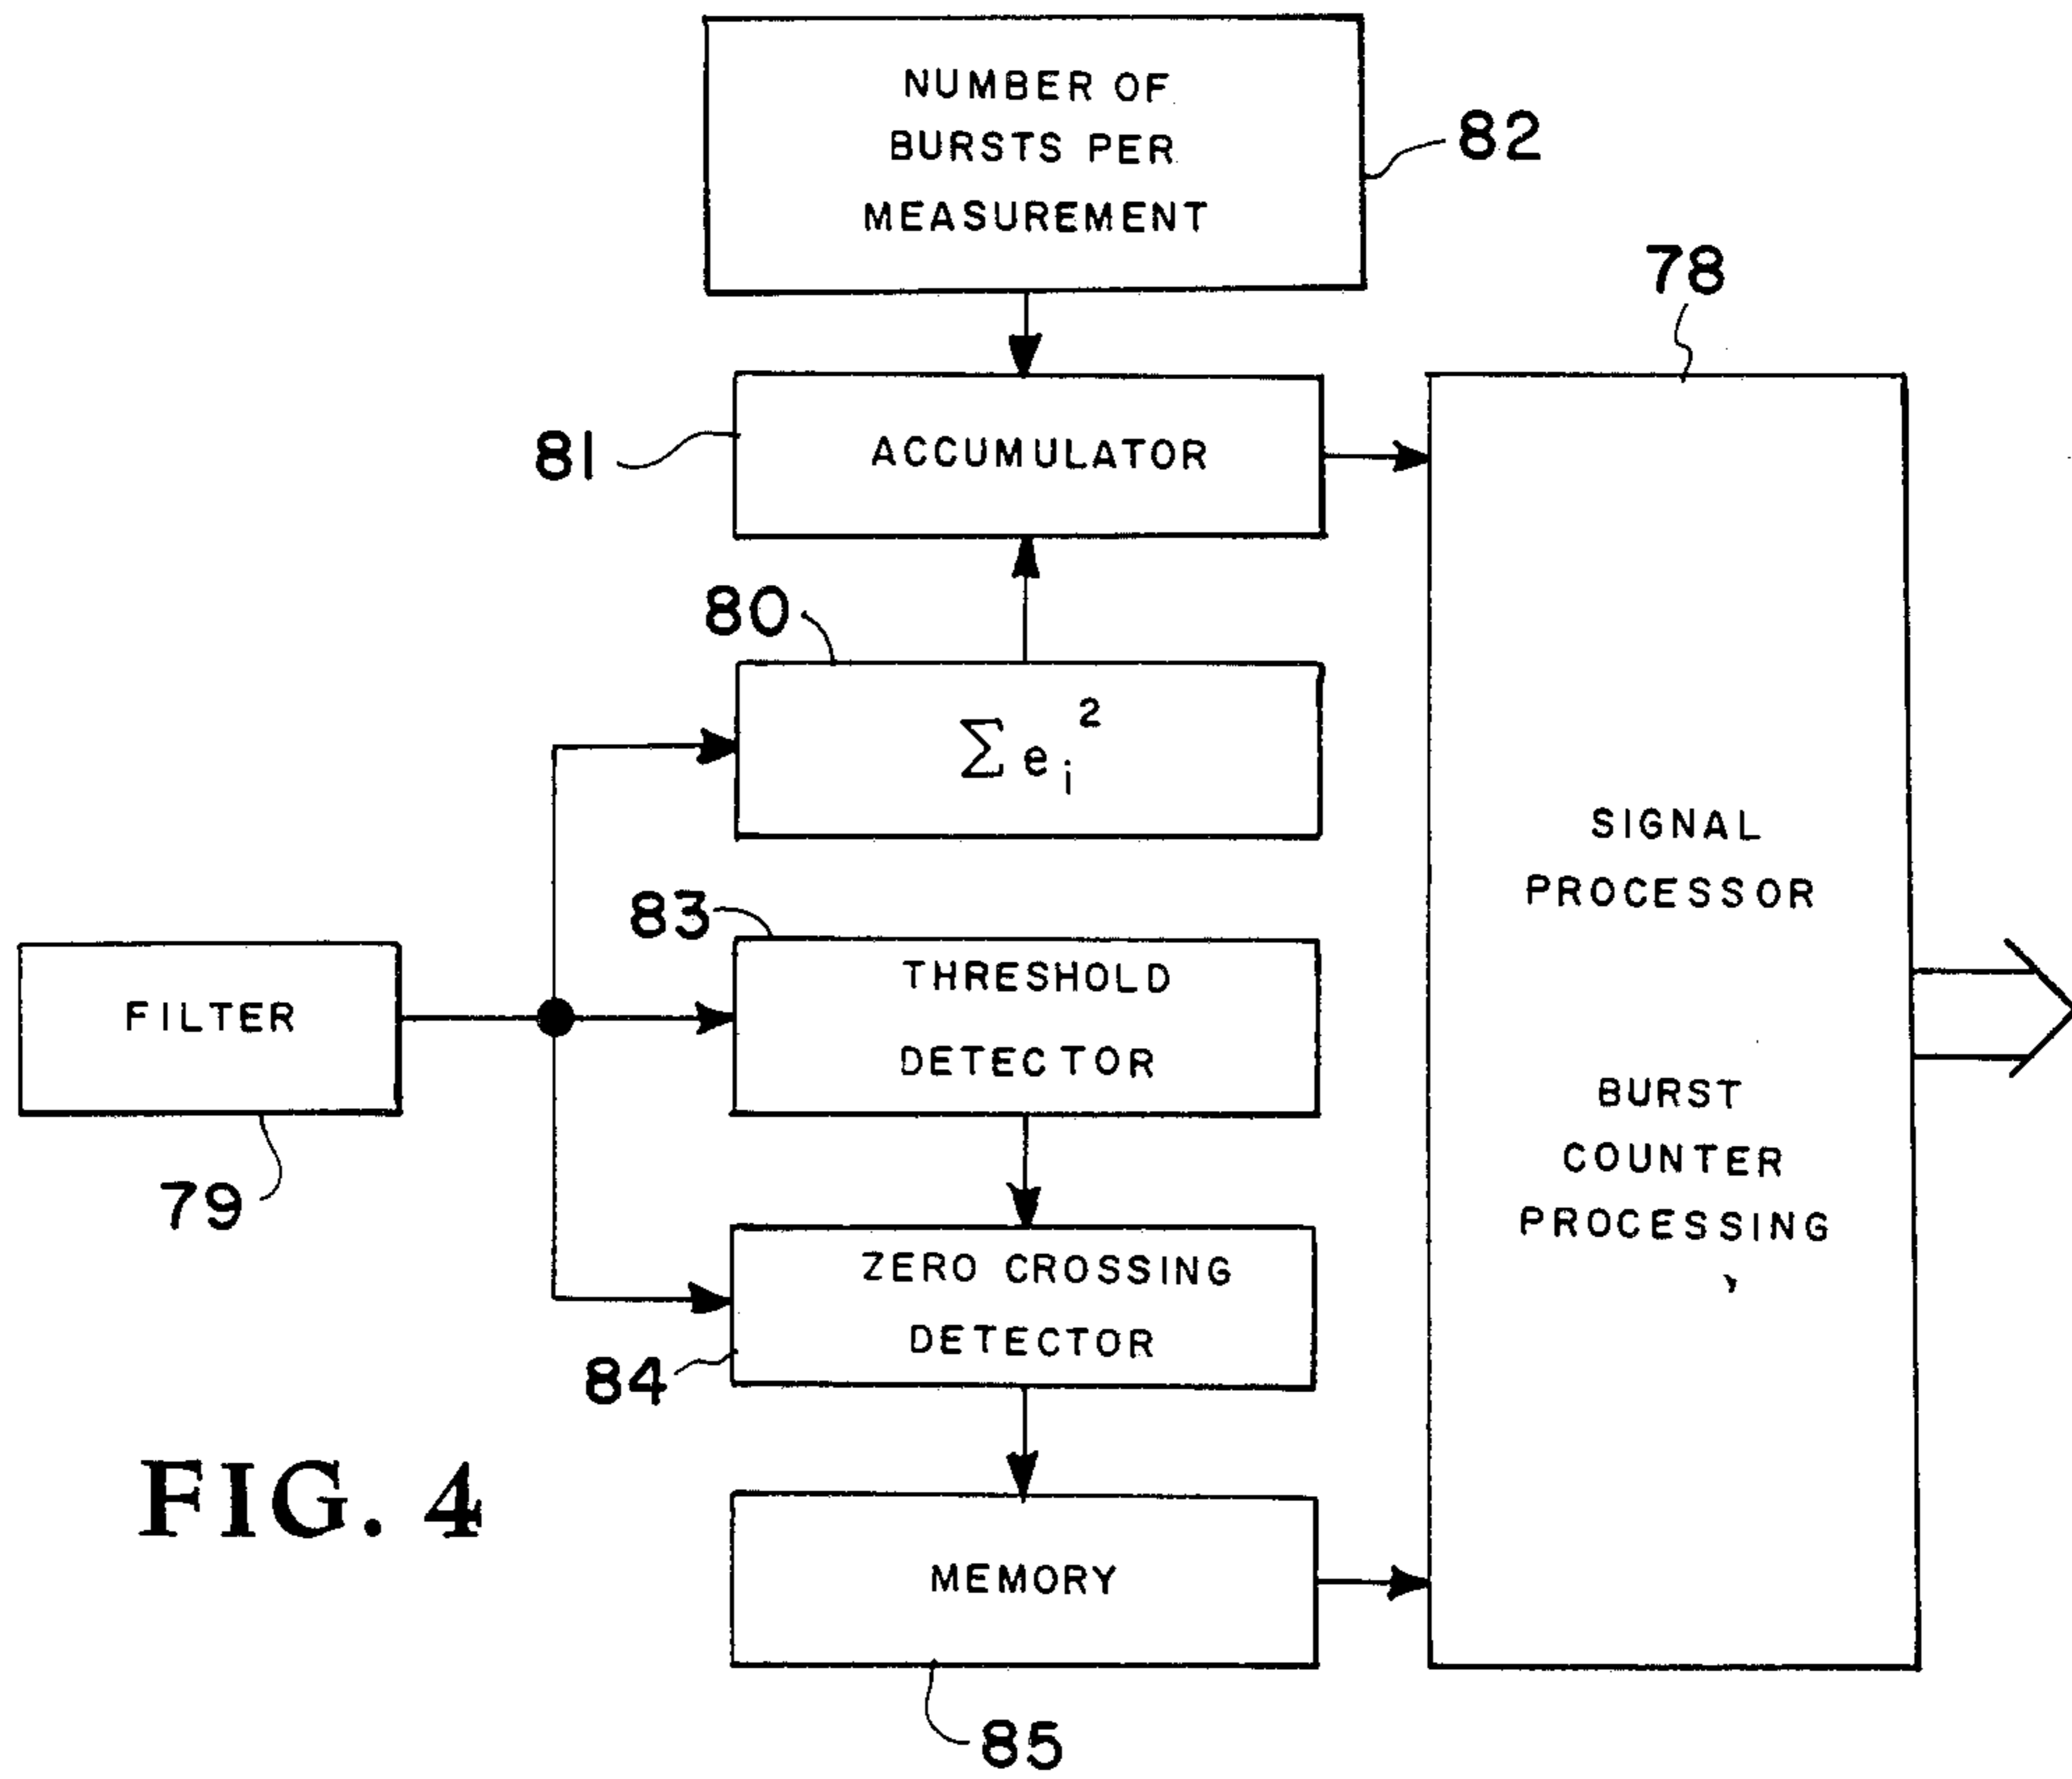 NUMBER OF
BURSTS PER
MEASUREMENT
82
78
ACCUMULATOR
81
80
∑ e_i^2
SIGNAL
PROCESSOR
BURST
COUNTER
PROCESSING
83
THRESHOLD
DETECTOR
FILTER
79
ZERO CROSSING
DETECTOR
84
MEMORY
85
FIG. 4